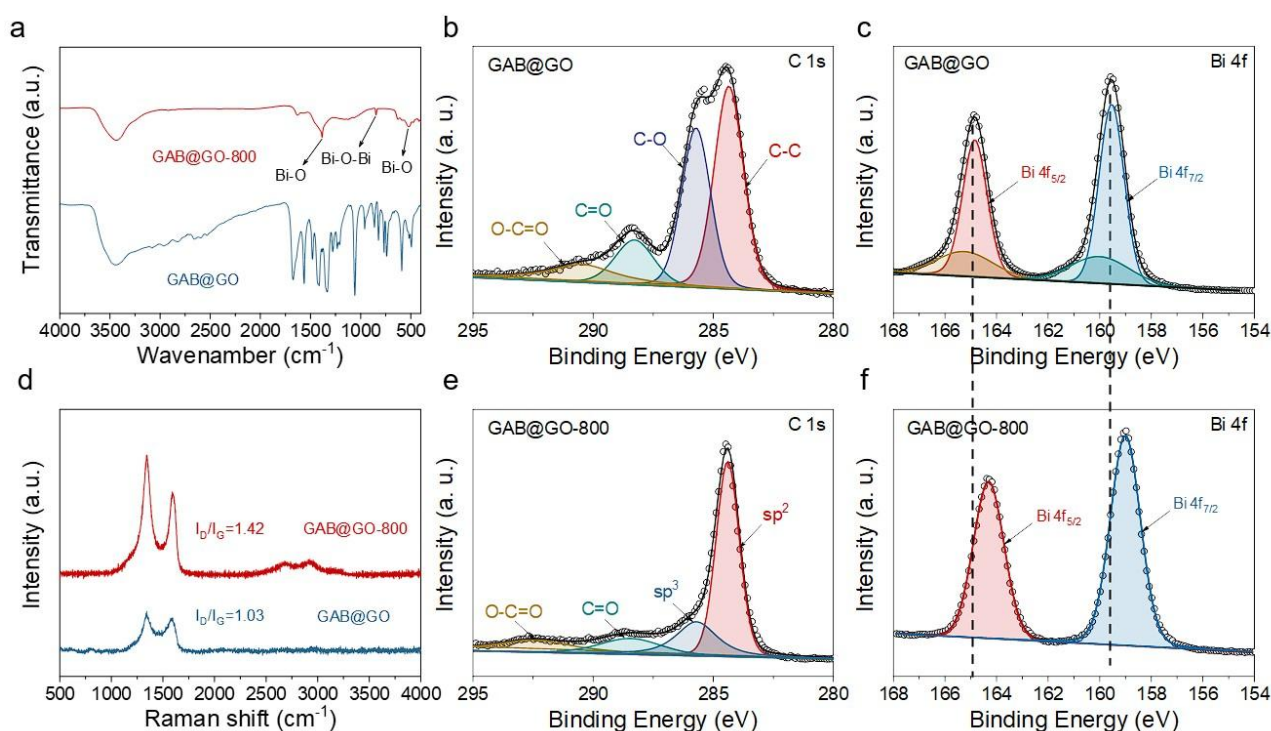 a
Transmittance (a.u.)
GAB@GO-800
Bi-O
Bi-O-Bi
Bi-O
GAB@GO
4000 3500 3000 2500 2000 1500 1000 500
Wavenamber (cm⁻¹)
b
GAB@GO
C 1s
Intensity (a. u.)
O-C=O
C=O
C-O
C-C
295 290 285 280
Binding Energy (eV)
c
GAB@GO
Bi 4f
Intensity (a. u.)
Bi 4f₅/₂
Bi 4f₇/₂
168 166 164 162 160 158 156 154
Binding Energy (eV)
d
Intensity (a.u.)
I_D/I_G=1.42 GAB@GO-800
I_D/I_G=1.03 GAB@GO
500 1000 1500 2000 2500 3000 3500 4000
Raman shift (cm⁻¹)
e
GAB@GO-800
C 1s
Intensity (a. u.)
O-C=O
C=O
sp³
sp²
295 290 285 280
Binding Energy (eV)
f
GAB@GO-800
Bi 4f
Intensity (a. u.)
Bi 4f₅/₂
Bi 4f₇/₂
168 166 164 162 160 158 156 154
Binding Energy (eV)